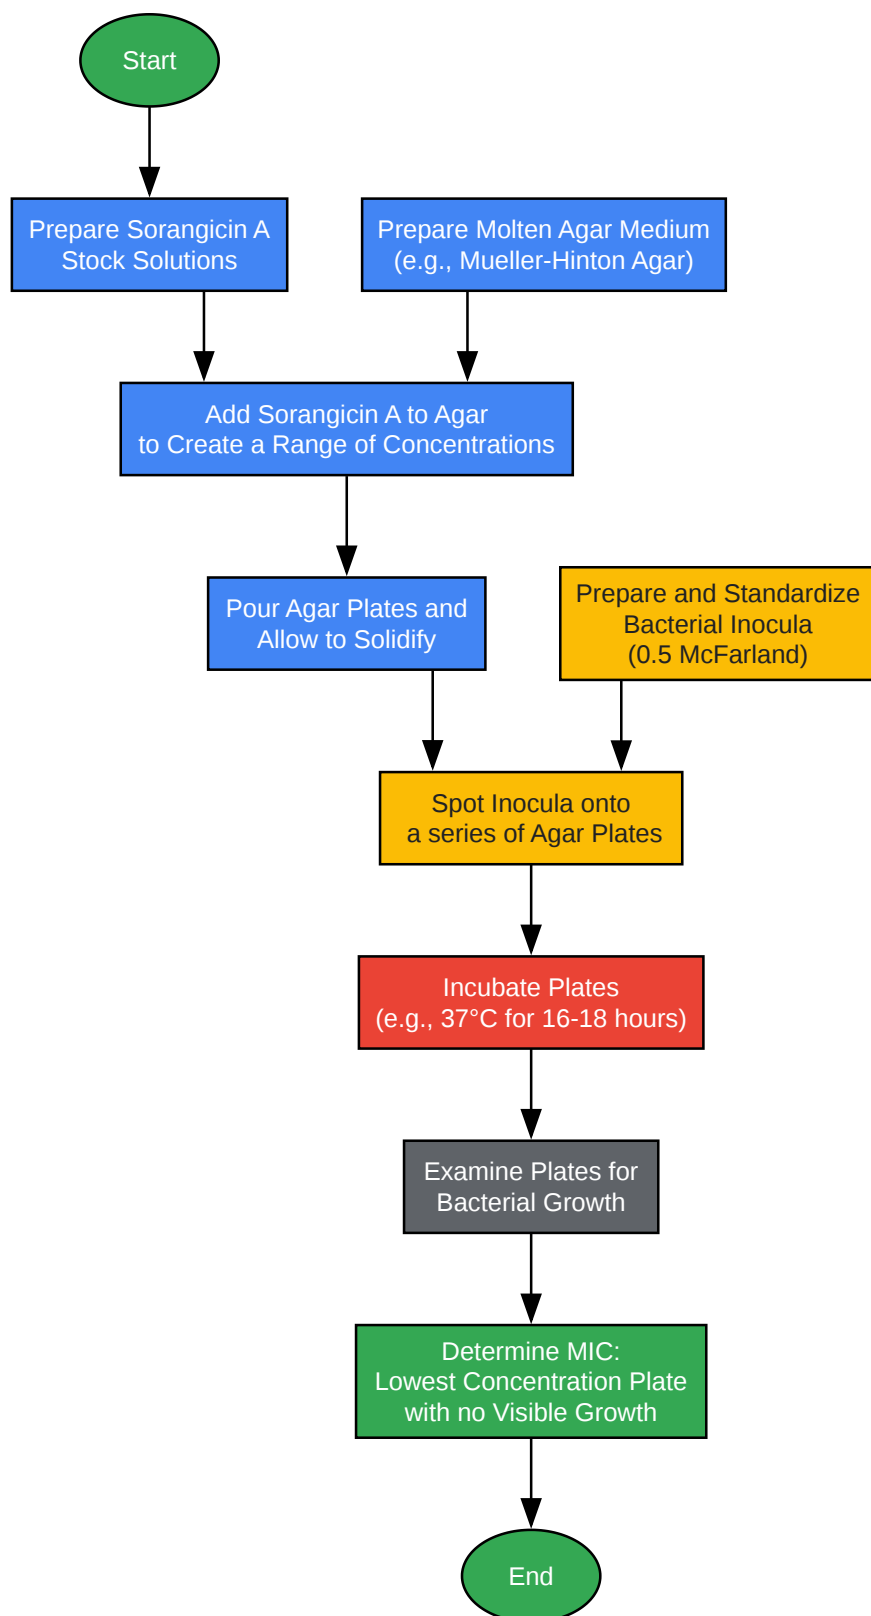 Start
Prepare Sorangicin A
Stock Solutions
Prepare Molten Agar Medium
(e.g., Mueller-Hinton Agar)
Add Sorangicin A to Agar
to Create a Range of Concentrations
Pour Agar Plates and
Allow to Solidify
Prepare and Standardize
Bacterial Inocula
(0.5 McFarland)
Spot Inocula onto
a series of Agar Plates
Incubate Plates
(e.g., 37°C for 16-18 hours)
Examine Plates for
Bacterial Growth
Determine MIC:
Lowest Concentration Plate
with no Visible Growth
End